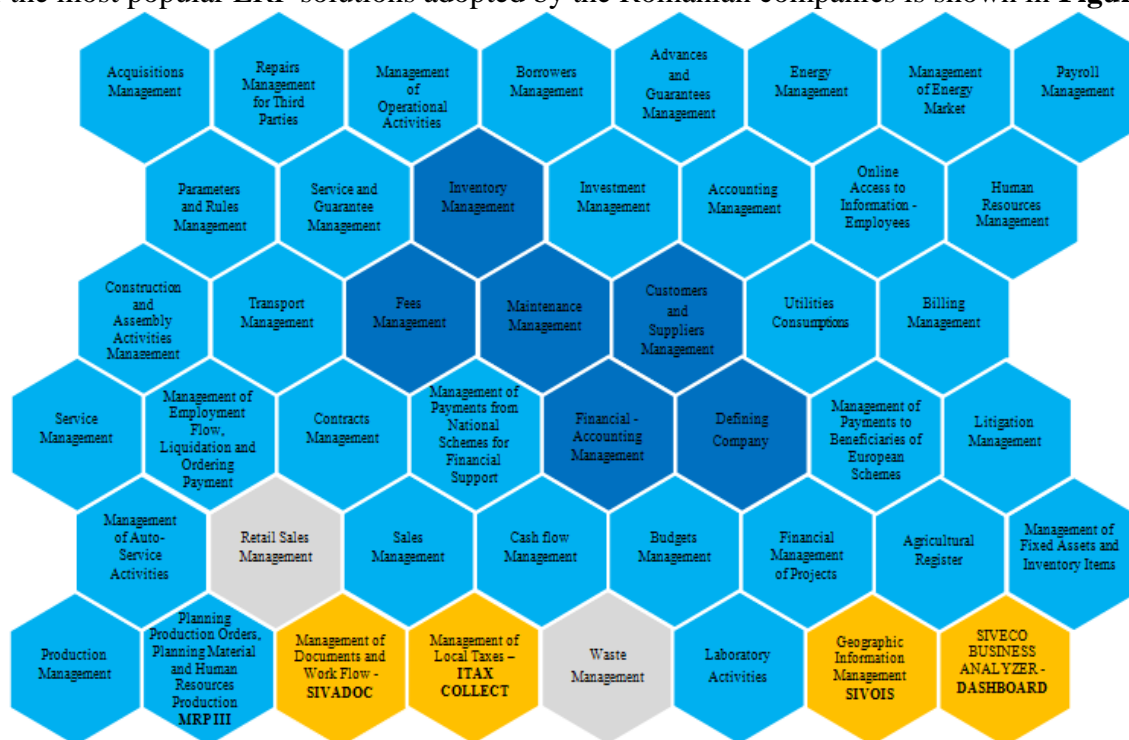 the most popular ERP solutions adopted by the Romanian companies is shown in Figure
Acquisitions
Management
Repairs
Management
for Third
Parties
Management
of
Operational
Activities
Borrowers
Management
Advances
and
Guarantees
Management
Energy
Management
Management
of Energy
Market
Payroll
Management
Parameters
and Rules
Management
Service and
Guarantee
Management
Inventory
Management
Investment
Management
Accounting
Management
Online
Access to
Information -
Employees
Human
Resources
Management
Construction
and
Assembly
Activities
Management
Transport
Management
Fees
Management
Maintenance
Management
Customers
and
Suppliers
Management
Utilities
Consumptions
Billing
Management
Service
Management
Management of
Employment
Flow,
Liquidation and
Ordering
Payment
Contracts
Management
Management of
Payments from
National
Schemes for
Financial
Support
Financial -
Accounting
Management
Defining
Company
Management of
Payments to
Beneficiaries of
European
Schemes
Litigation
Management
Management
of Auto-
Service
Activities
Retail Sales
Management
Sales
Management
Cash flow
Management
Budgets
Management
Financial
Management
of Projects
Agricultural
Register
Management of
Fixed Assets and
Inventory Items
Production
Management
Planning
Production Orders,
Planning Material
and Human
Resources
Production
MRP III
Management of
Documents and
Work Flow -
SIVADOC
Management of
Local Taxes –
ITAX
COLLECT
Waste
Management
Laboratory
Activities
Geographic
Information
Management
SIVOIS
SIVECO
BUSINESS
ANALYZER -
DASHBOARD